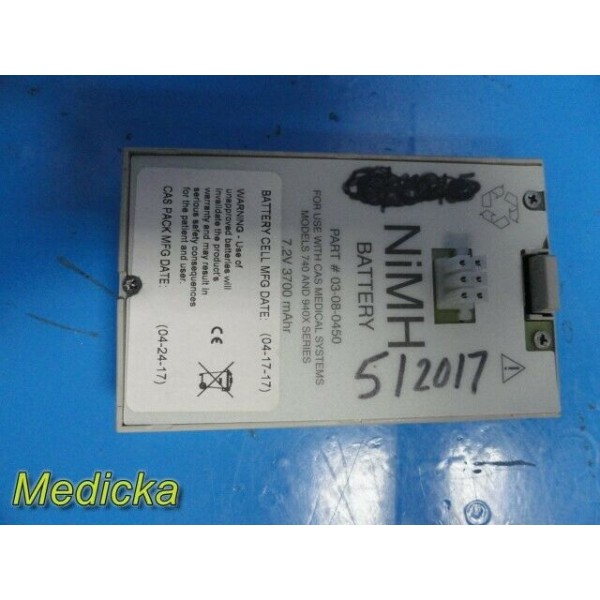 NiMH
BATTERY
PART # 03-08-0450
FOR USE WITH CAS MEDICAL SYSTEMS
MODELS 740 AND 940X SERIES
7.2V 3700 mAhr
5/2017
BATTERY CELL MFG DATE: (04-17-17)
WARNING - Use of
unapproved batteries will
invalidate the product's
warranty and may result in
serious safety consequences
for the patient and user.
CE
CAS PACK MFG DATE: (04-24-17)
Medicka